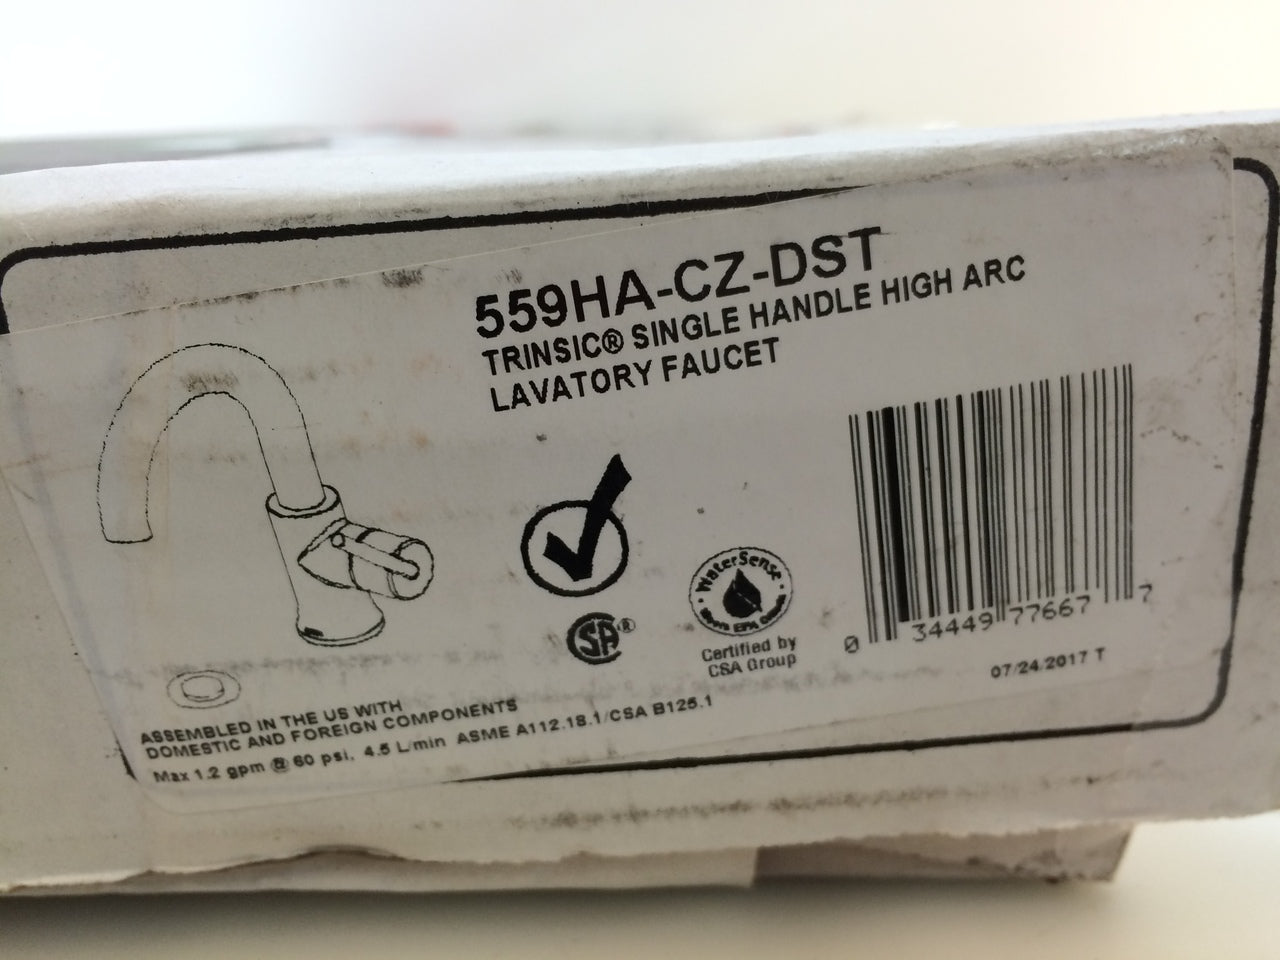 559HA-CZ-DST
TRINSIC® SINGLE HANDLE HIGH ARC
LAVATORY FAUCET
WaterSense
Certified by
CSA Group
SA®
0 34449 77667 7
07/24/2017 T
ASSEMBLED IN THE US WITH
DOMESTIC AND FOREIGN COMPONENTS
Max 1.2 gpm @ 60 psi, 4.5 L/min ASME A112.18.1/CSA B125.1